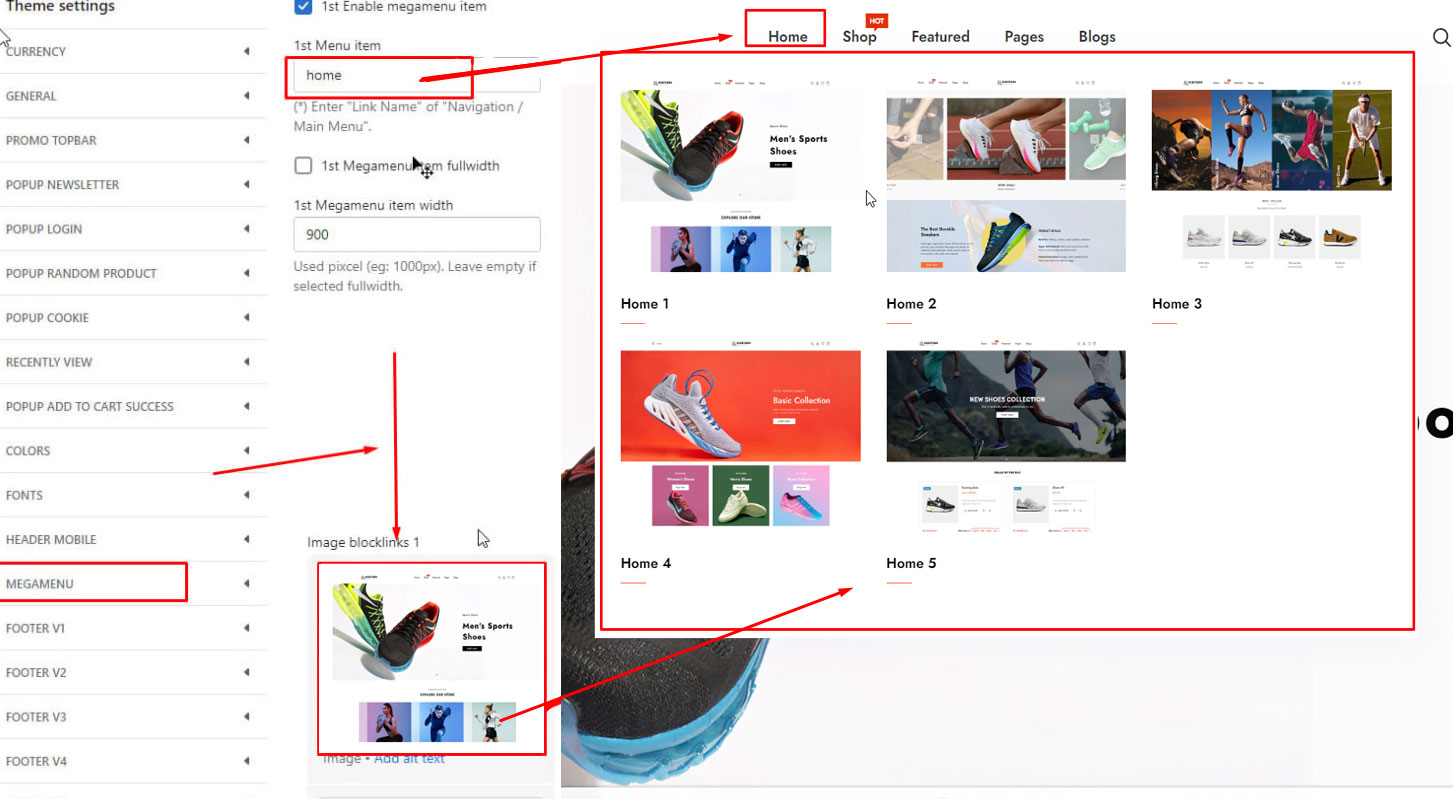 Theme settings
CURRENCY
GENERAL
PROMO TOPBAR
POPUP NEWSLETTER
POPUP LOGIN
POPUP RANDOM PRODUCT
POPUP COOKIE
RECENTLY VIEW
POPUP ADD TO CART SUCCESS
COLORS
FONTS
HEADER MOBILE
MEGAMENU
FOOTER V1
FOOTER V2
FOOTER V3
FOOTER V4
1st Enable megamenu item
1st Menu item
home
(*) Enter "Link Name" of "Navigation /
Main Menu".
1st Megamenu item fullwidth
1st Megamenu item width
900
Used pixcel (eg: 1000px). Leave empty if
selected fullwidth.
Image blocklinks 1
Men's Sports
Shoes
EXPLORE OUR STORE
Image • Add alt text
Home
Shop
HOT
Featured
Pages
Blogs
Men's Sports
Shoes
EXPLORE OUR STORE
Home 1
The Best Durable
Sneakers
Home 2
Home 3
Basic Collection
Women's Shoes
Men's Shoes
Basic Collection
Home 4
NEW SHOES COLLECTION
Home 5